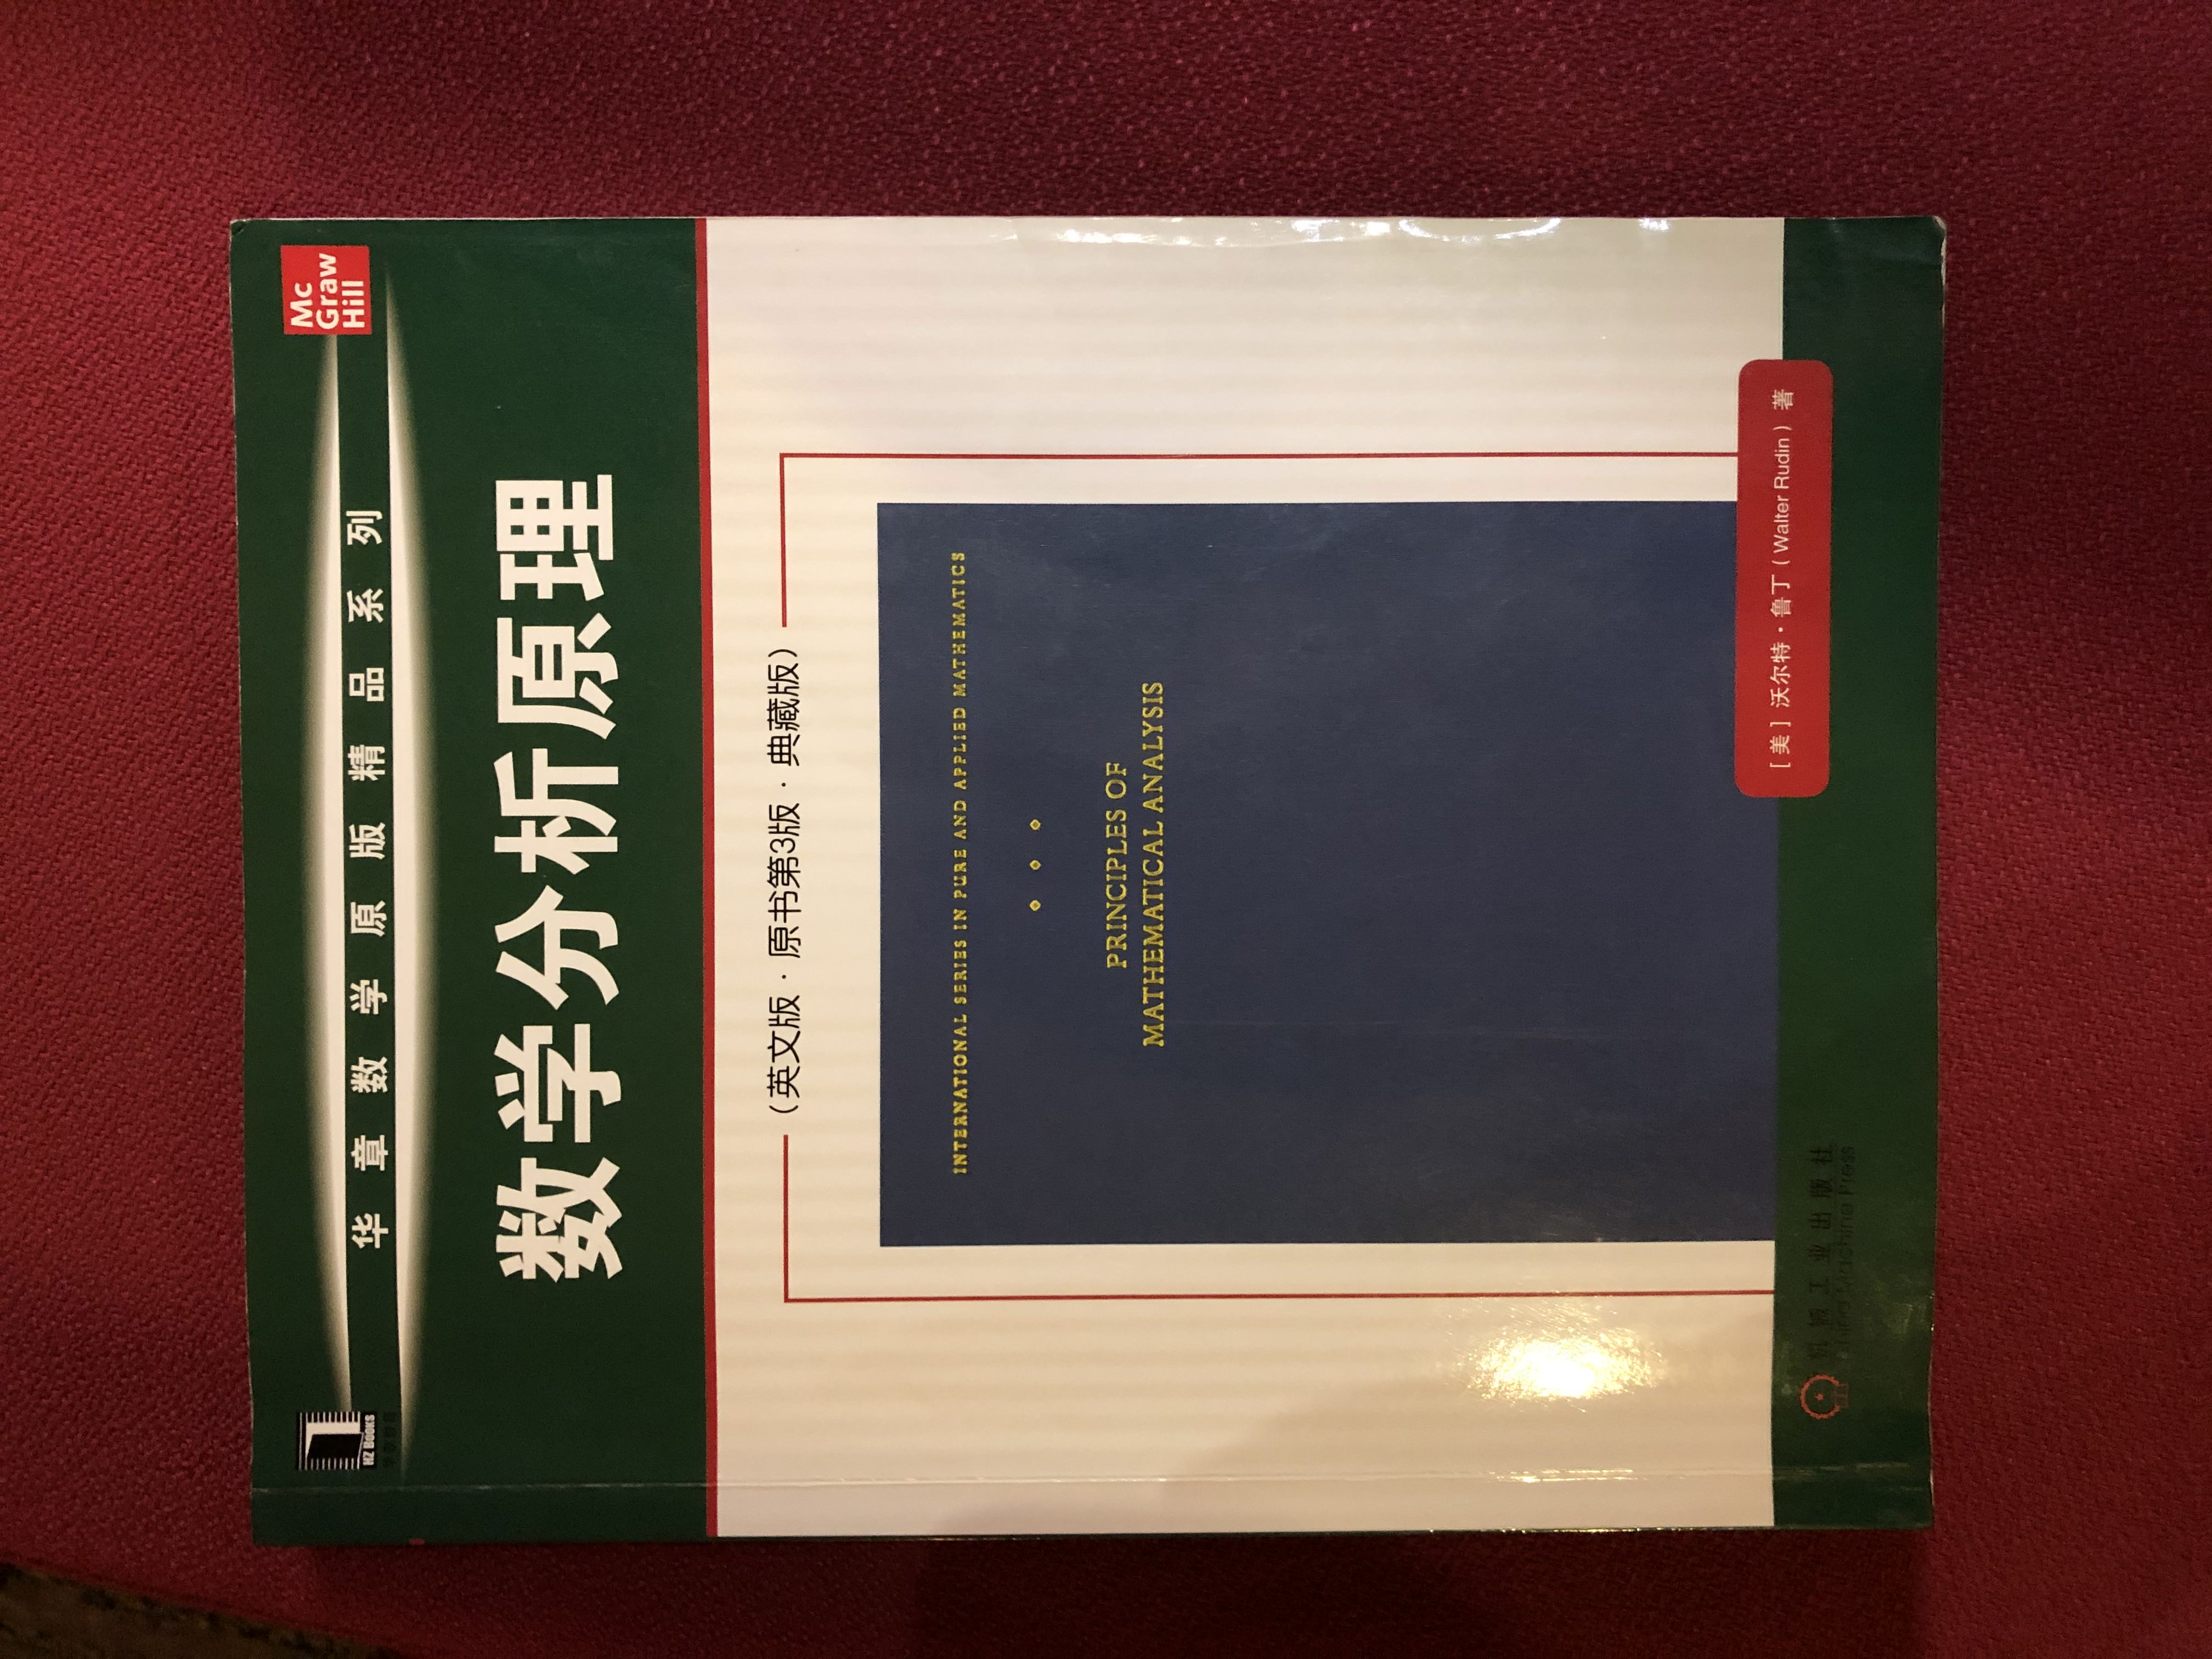 HZ BOOKS
华章数学原版精品系列
Mc
Graw
Hill
数学分析原理
（英文版·原书第3版·典藏版）
INTERNATIONAL SERIES IN PURE AND APPLIED MATHEMATICS
PRINCIPLES OF
MATHEMATICAL ANALYSIS
［美］沃尔特·鲁丁（Walter Rudin）著
机械工业出版社
China Machine Press